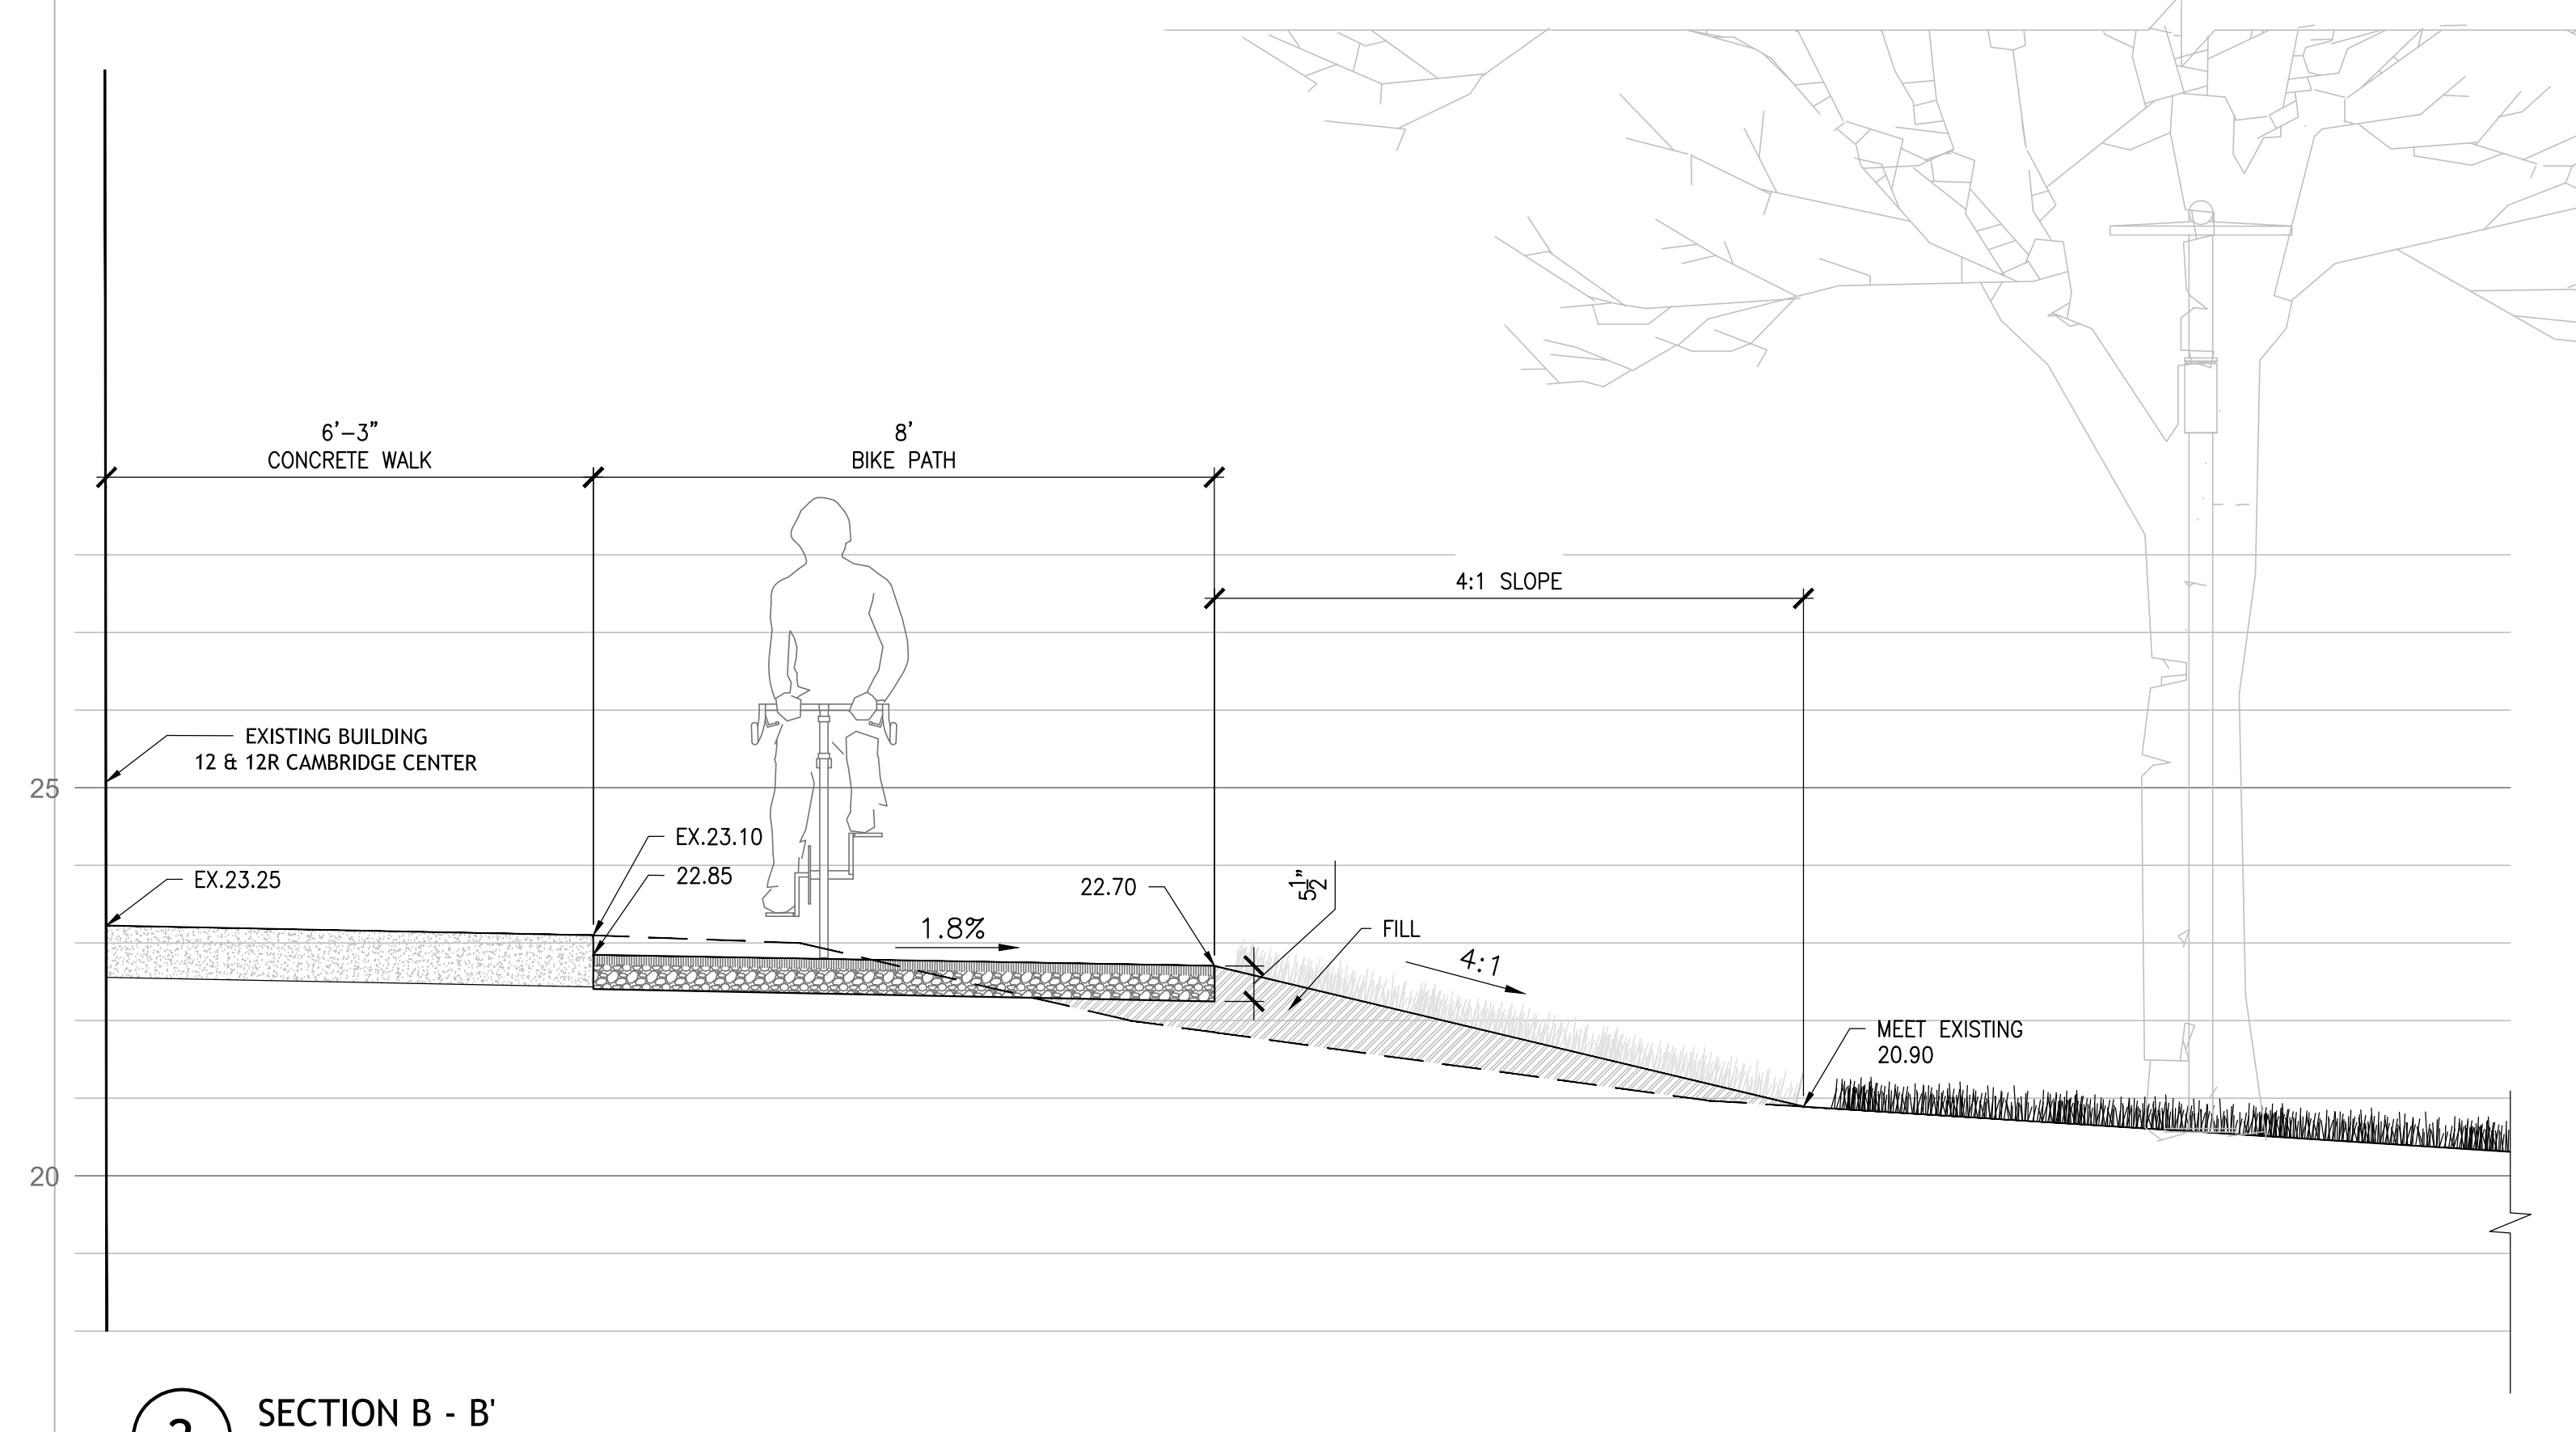 6'-3"
CONCRETE WALK
8'
BIKE PATH
4:1 SLOPE
EXISTING BUILDING
12 & 12R CAMBRIDGE CENTER
25
EX.23.10
22.85
EX.23.25
22.70
5 1/2"
FILL
1.8%
4:1
MEET EXISTING
20.90
20
SECTION B - B'